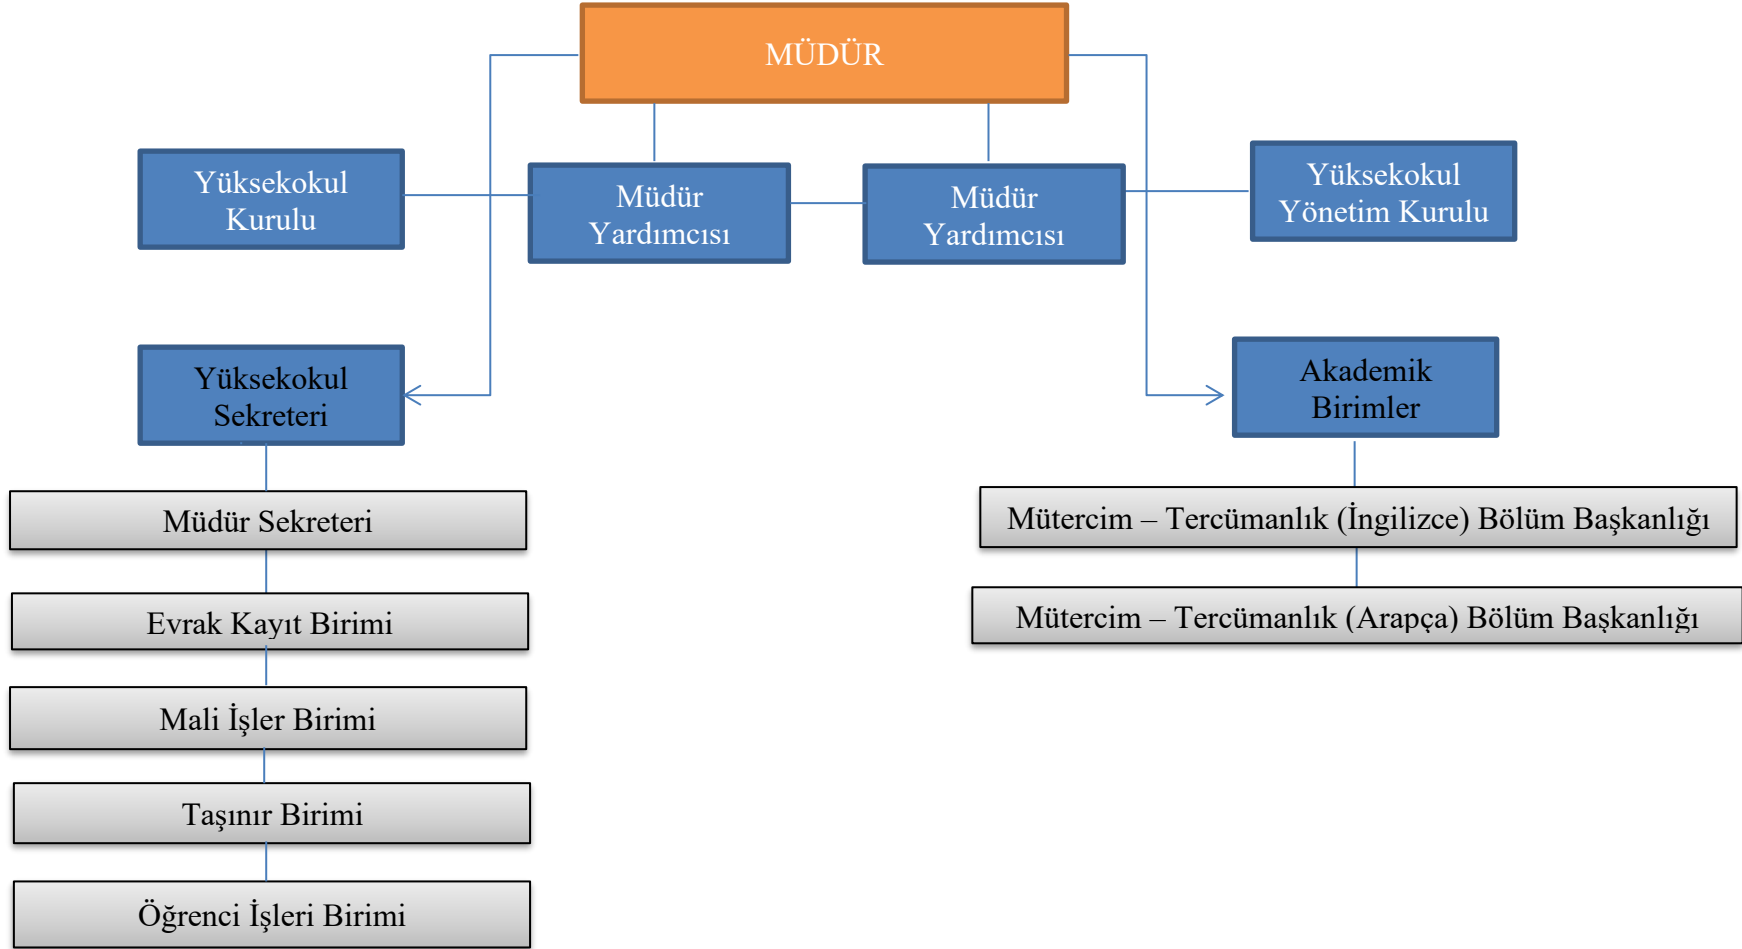 MÜDÜR
Yüksekokul
Kurulu
Müdür
Yardımcısı
Müdür
Yardımcısı
Yüksekokul
Yönetim Kurulu
Yüksekokul
Sekreteri
Akademik
Birimler
Müdür Sekreteri
Evrak Kayıt Birimi
Mali İşler Birimi
Taşınır Birimi
Öğrenci İşleri Birimi
Mütercim – Tercümanlık (İngilizce) Bölüm Başkanlığı
Mütercim – Tercümanlık (Arapça) Bölüm Başkanlığı